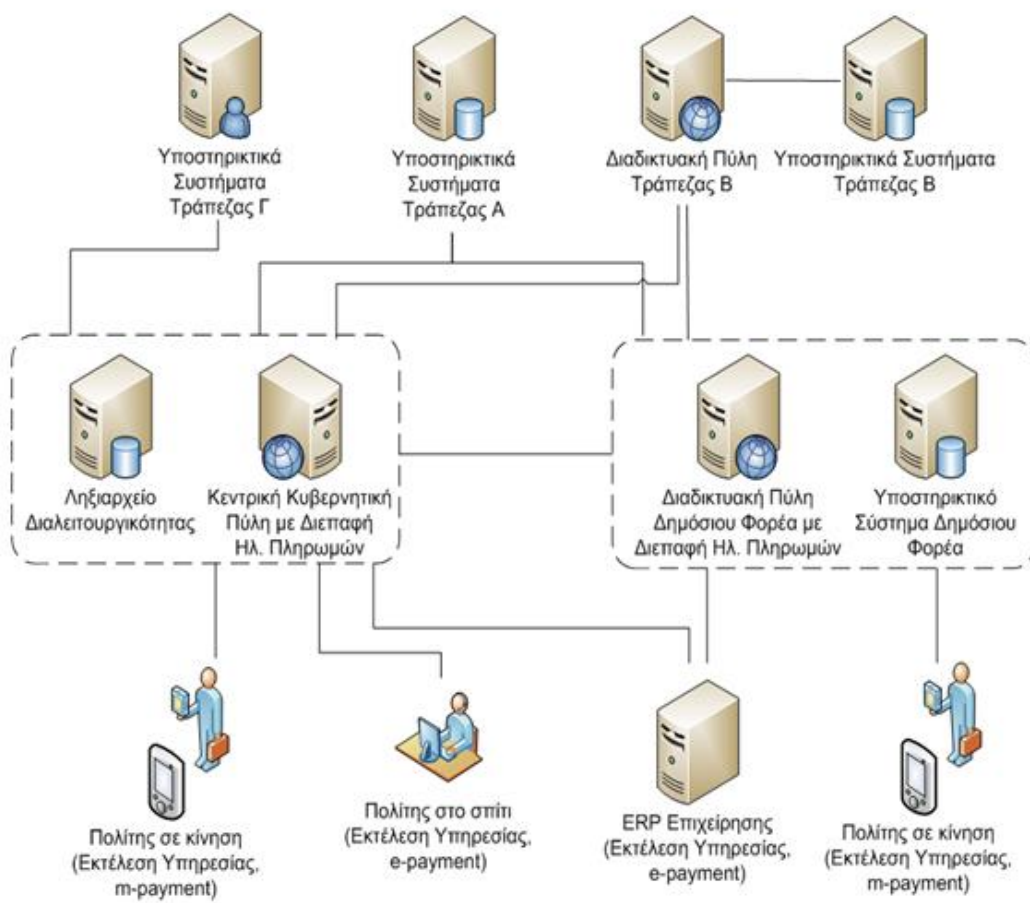 Υποστηρικτικά
Συστήματα
Τράπεζας Γ
Υποστηρικτικά
Συστήματα
Τράπεζας Α
Διαδικτυακή Πύλη
Τράπεζας Β
Υποστηρικτικά Συστήματα
Τράπεζας Β
Ληξιαρχείο
Διαλειτουργικότητας
Κεντρική Κυβερνητική
Πύλη με Διεπαφή
Ηλ. Πληρωμών
Διαδικτυακή Πύλη
Δημόσιου Φορέα με
Διεπαφή Ηλ. Πληρωμών
Υποστηρικτικό
Σύστημα Δημόσιου
Φορέα
Πολίτης σε κίνηση
(Εκτέλεση Υπηρεσίας,
m-payment)
Πολίτης στο σπίτι
(Εκτέλεση Υπηρεσίας,
e-payment)
ERP Επιχείρησης
(Εκτέλεση Υπηρεσίας,
e-payment)
Πολίτης σε κίνηση
(Εκτέλεση Υπηρεσίας,
m-payment)